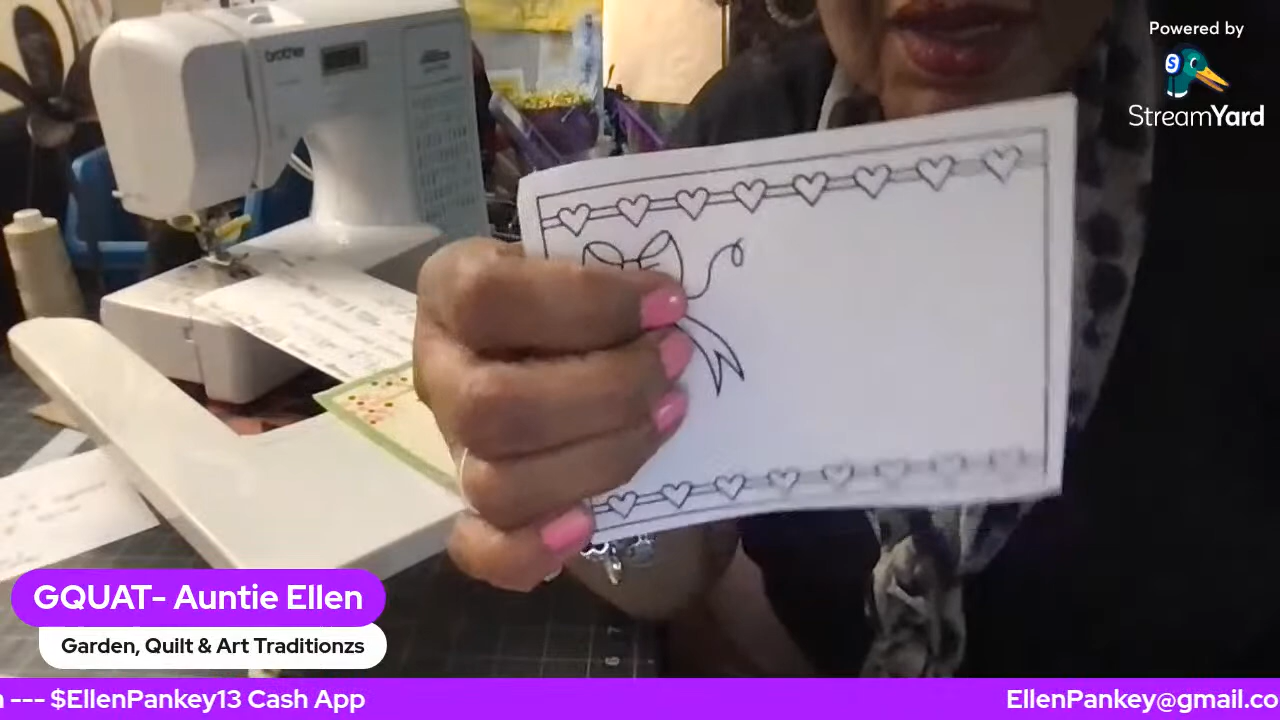 Powered by
StreamYard
brother
GQUAT- Auntie Ellen
Garden, Quilt & Art Traditionzs
--- $EllenPankey13 Cash App
EllenPankey@gmail.co